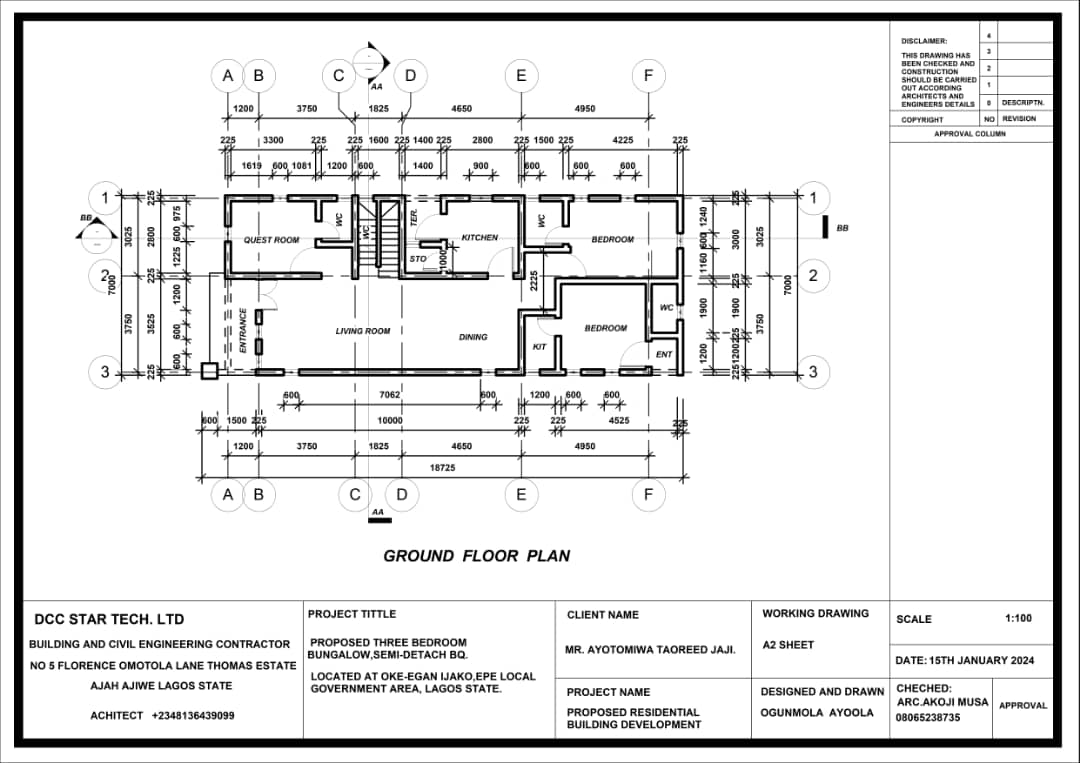 DISCLAIMER:
THIS DRAWING HAS
BEEN CHECKED AND
CONSTRUCTION
SHOULD BE CARRIED
OUT ACCORDING
ARCHITECTS AND
ENGINEERS DETAILS
4
3
2
1
0 DESCRIPTN.
COPYRIGHT NO REVISION
APPROVAL COLUMN
A B C D E F
AA
1200 3750 1825 4650 4950
225 3300 225 225 1600 225 1400 225 2800 225 1500 225 4225 225
1619 600 1081 1200 600 1400 900 600 600 600
1 1
BB BB
2 2
3 3
7000
3025
3750
225
2800
225
3525
225
975
600
1225
1200
600
600
QUEST ROOM
WC
WC
TER.
KITCHEN
STO
1000
WC
BEDROOM
2225
ENTRANCE
LIVING ROOM
DINING
KIT
BEDROOM
WC
ENT
1240
600
1160
1900
1200
225
3000
225
1900
225
1200
225
3025
3750
7000
600 7062 600 1200 600 600
600 1500 225 10000 225 225 4525 225
1200 3750 1825 4650 4950
18725
A B C D E F
AA
GROUND FLOOR PLAN
DCC STAR TECH. LTD
BUILDING AND CIVIL ENGINEERING CONTRACTOR
NO 5 FLORENCE OMOTOLA LANE THOMAS ESTATE
AJAH AJIWE LAGOS STATE
ACHITECT +2348136439099
PROJECT TITTLE
PROPOSED THREE BEDROOM
BUNGALOW,SEMI-DETACH BQ.
LOCATED AT OKE-EGAN IJAKO,EPE LOCAL
GOVERNMENT AREA, LAGOS STATE.
CLIENT NAME
MR. AYOTOMIWA TAOREED JAJI.
PROJECT NAME
PROPOSED RESIDENTIAL
BUILDING DEVELOPMENT
WORKING DRAWING
A2 SHEET
DESIGNED AND DRAWN
OGUNMOLA AYOOLA
SCALE 1:100
DATE: 15TH JANUARY 2024
CHECHED:
ARC.AKOJI MUSA
08065238735
APPROVAL